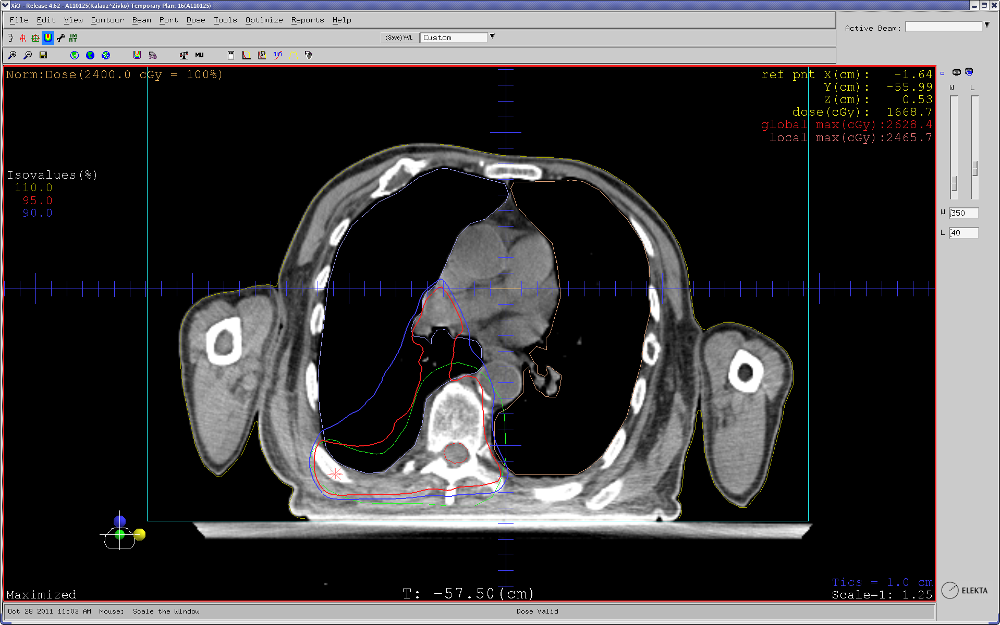 XiO - Release 4.62 - A110125(Kalauz^Zivko) Temporary Plan: 16(A110125)
File Edit View Contour Beam Port Dose Tools Optimize Reports Help
Active Beam:
IM
RT
(Save) W/L Custom
MU BIO
Norm:Dose(2400.0 cGy = 100%)
ref pnt X(cm): -1.64
Y(cm): -55.99
Z(cm): 0.53
dose(cGy): 1668.7
global max(cGy):2628.4
local max(cGy):2465.7
W L
Isovalues(%)
110.0
95.0
90.0
W 350
L 40
Tics = 1.0 cm
Maximized
T: -57.50(cm)
Scale=1: 1.25
ELEKTA
Oct 28 2011 11:03 AM Mouse: Scale the Window
Dose Valid